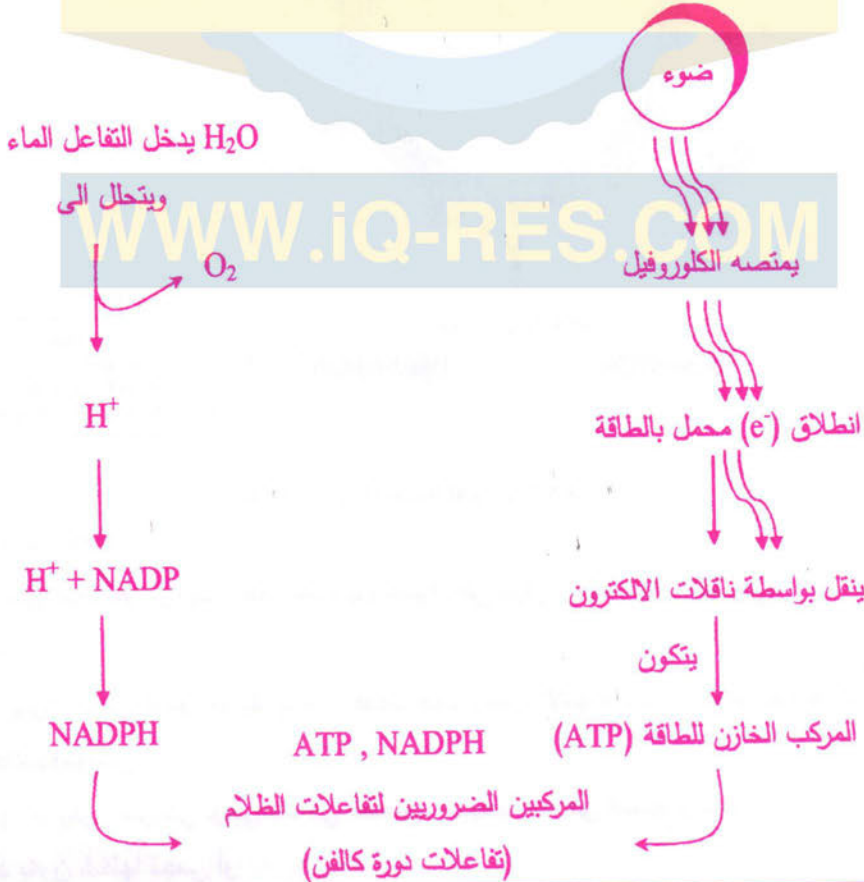 ضوء
H₂O يدخل التفاعل الماء
ويتحلل الى
WWW.iQ-RES.COM
O₂
يمتصه الكلوروفيل
H⁺
انطلاق (e⁻) محمل بالطاقة
H⁺ + NADP
ينقل بواسطة ناقلات الالكترون
يتكون
NADPH
ATP , NADPH
المركب الخازن للطاقة (ATP)
المركبين الضروريين لتفاعلات الظلام
(تفاعلات دورة كالفن)